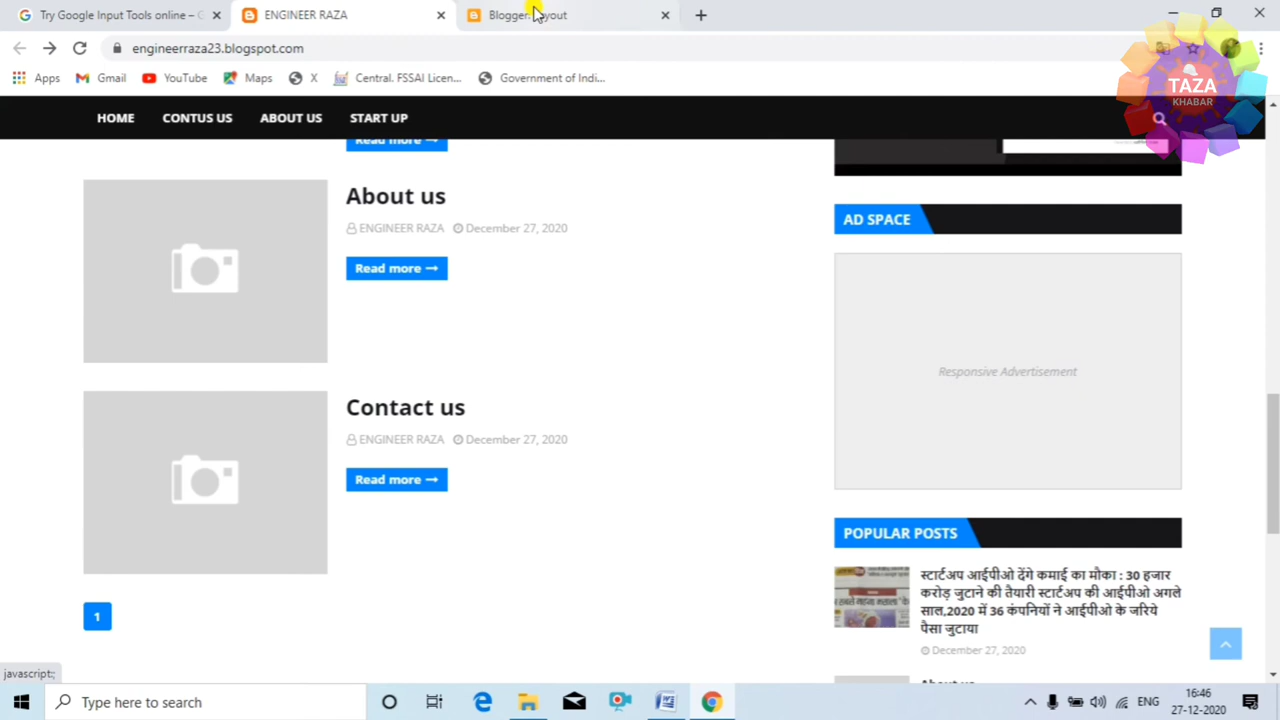 Try Google Input Tools online – G
ENGINEER RAZA
Blogger: Layout
engineerraza23.blogspot.com
Apps
Gmail
YouTube
Maps
X
Central. FSSAI Licen...
Government of Indi...
TAZA
KHABAR
HOME
CONTUS US
ABOUT US
START UP
Read more →
About us
ENGINEER RAZA December 27, 2020
Read more →
AD SPACE
Responsive Advertisement
Contact us
ENGINEER RAZA December 27, 2020
Read more →
POPULAR POSTS
स्टार्टअप आईपीओ देंगे कमाई का मौका : 30 हजार
करोड़ जुटाने की तैयारी स्टार्टअप की आईपीओ अगले
साल,2020 में 36 कंपनियों ने आईपीओ के जरिये
पैसा जुटाया
December 27, 2020
About us
1
javascript:;
Type here to search
ENG
16:46
27-12-2020